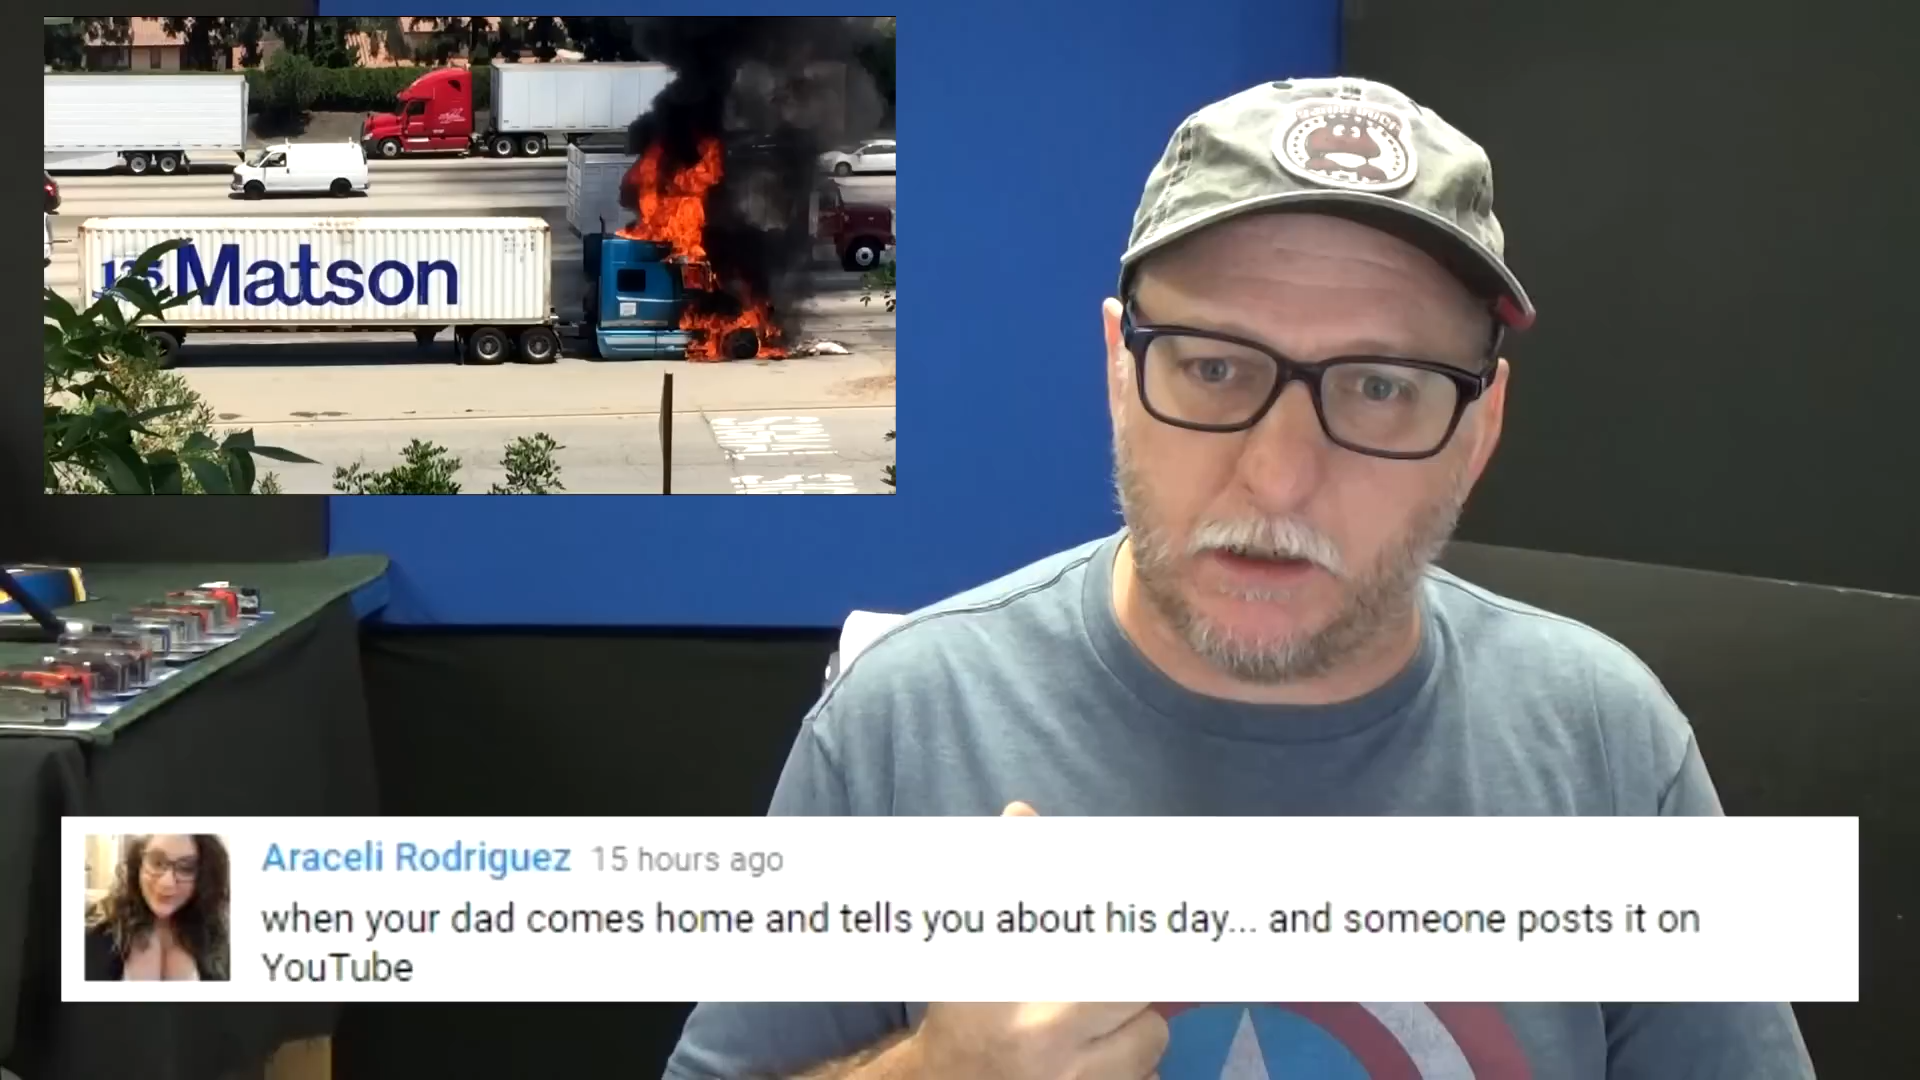 125 Matson
Araceli Rodriguez 15 hours ago
when your dad comes home and tells you about his day... and someone posts it on
YouTube